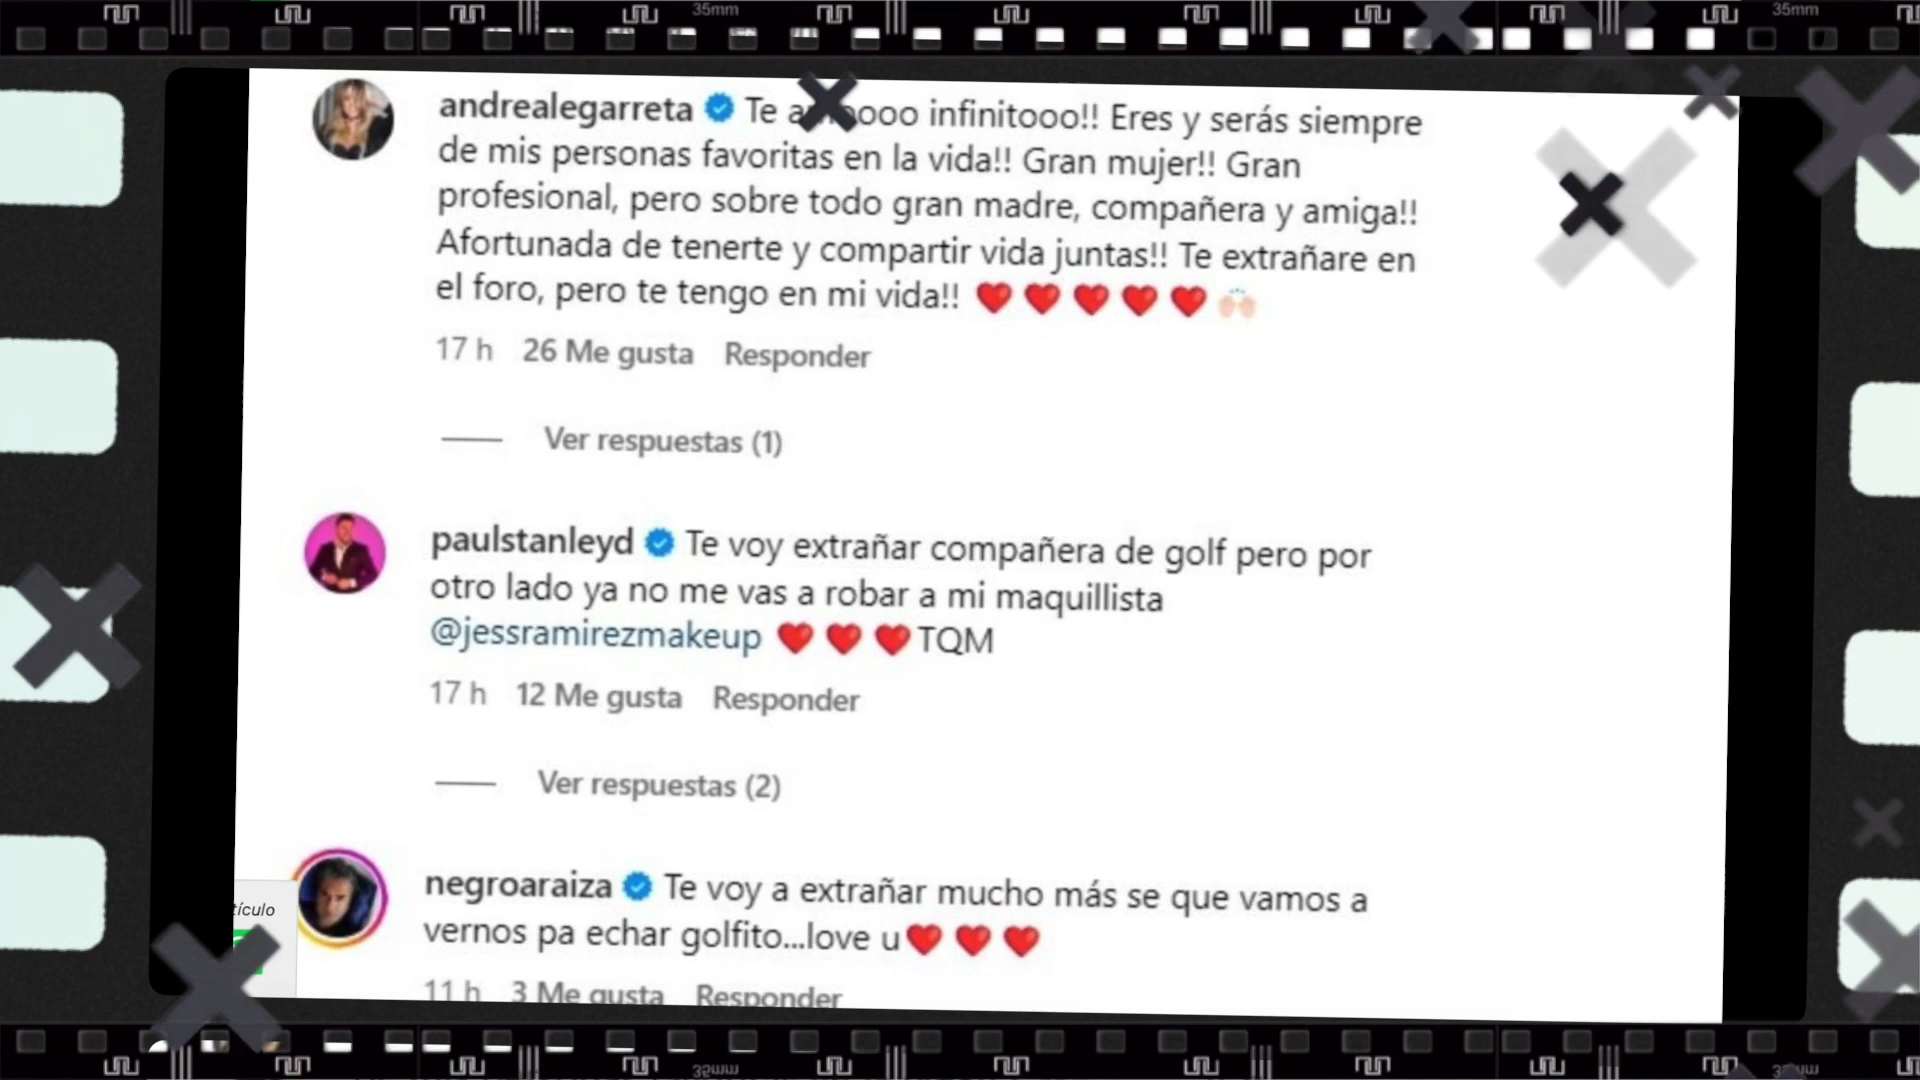 35mm
35mm
andrealegarreta Te ooo infinitooo!! Eres y serás siempre
de mis personas favoritas en la vida!! Gran mujer!! Gran
profesional, pero sobre todo gran madre, compañera y amiga!!
Afortunada de tenerte y compartir vida juntas!! Te extrañare en
el foro, pero te tengo en mi vida!! ❤️❤️❤️❤️❤️🙌🏻
17 h 26 Me gusta Responder
Ver respuestas (1)
paulstanleyd Te voy extrañar compañera de golf pero por
otro lado ya no me vas a robar a mi maquillista
@jessramirezmakeup ❤️❤️❤️TQM
17 h 12 Me gusta Responder
Ver respuestas (2)
negroaraiza Te voy a extrañar mucho más se que vamos a
vernos pa echar golfito...love u❤️❤️❤️
tículo
11 h 3 Me gusta Responder
35mm